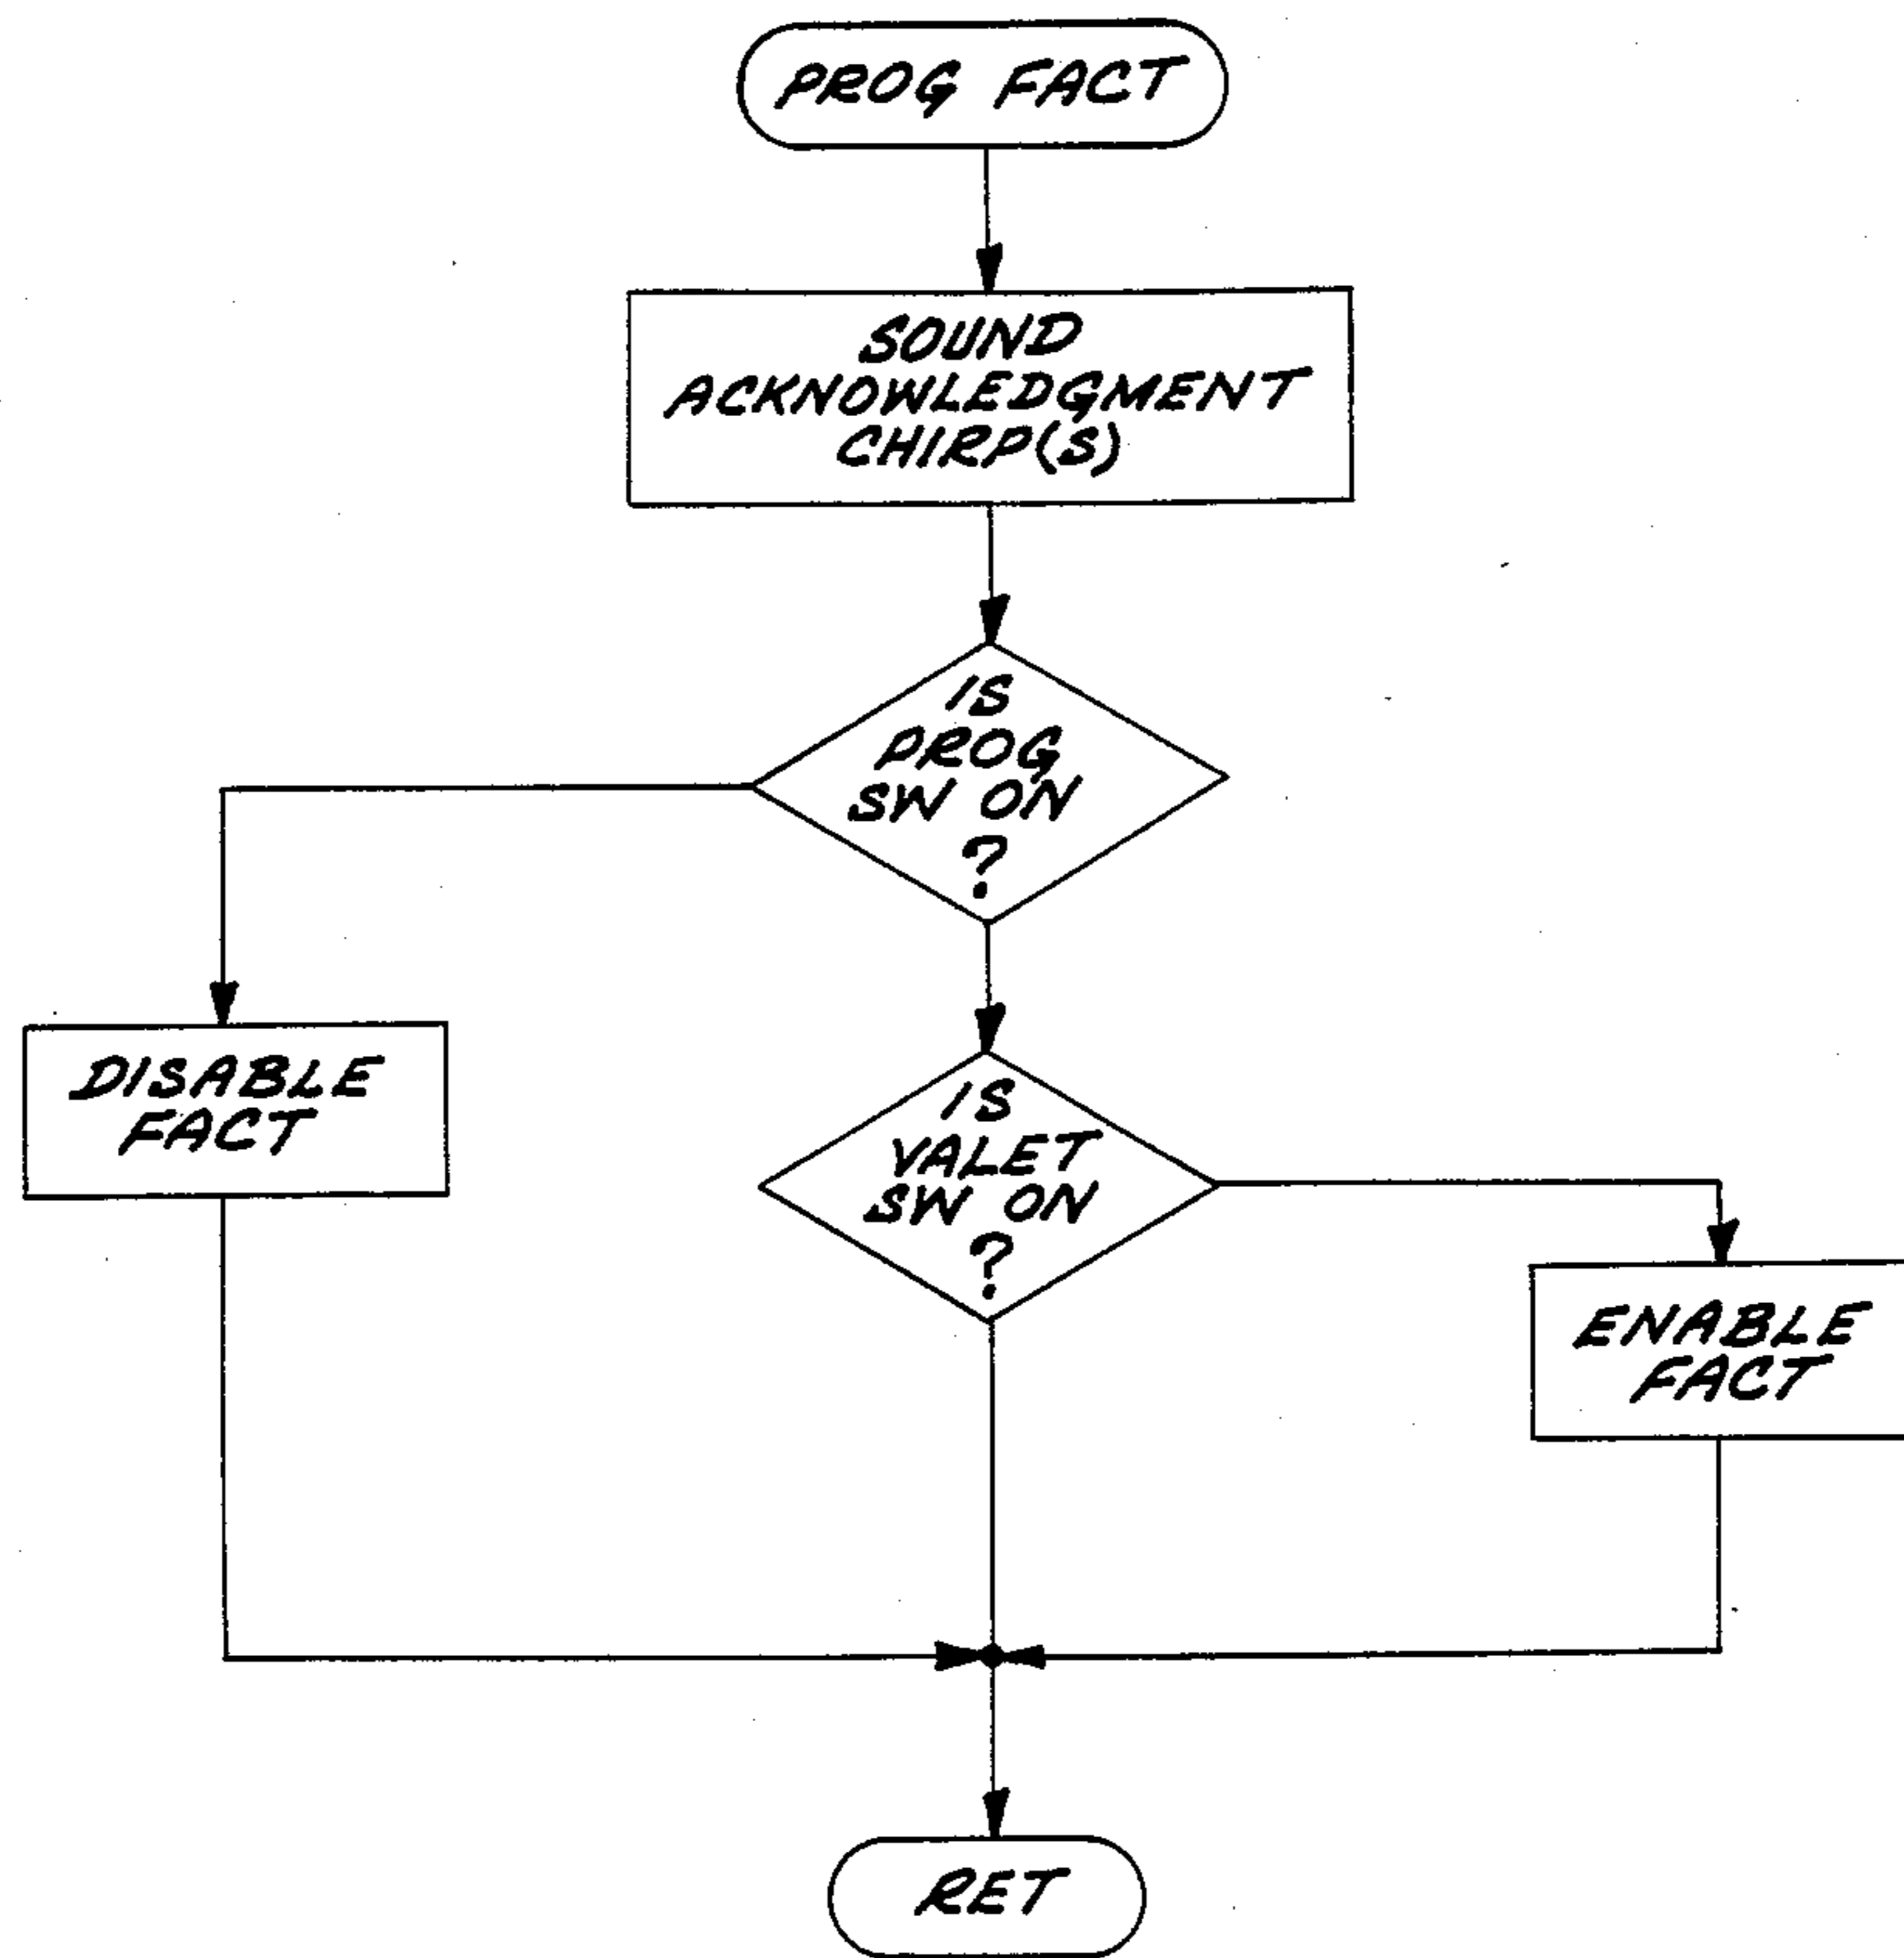 PROG FACT
SOUND
ACKNOWLEDGMENT
CHIRP(S)
IS
PROG
SW ON
?
DISABLE
FACT
IS
VALET
SW ON
?
ENABLE
FACT
RET